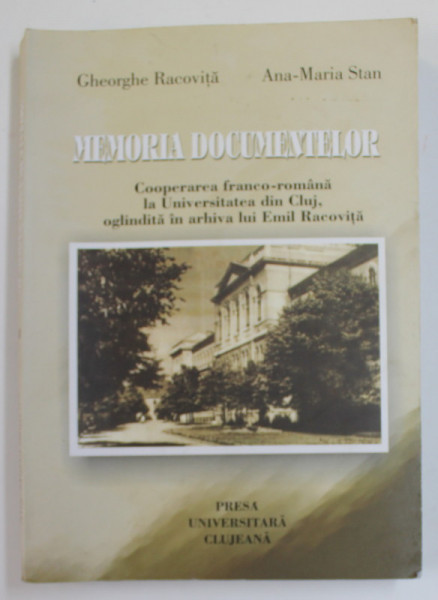 Gheorghe Racoviță Ana-Maria Stan
MEMORIA DOCUMENTELOR
Cooperarea franco-română
la Universitatea din Cluj,
oglindită în arhiva lui Emil Racoviță
PRESA
UNIVERSITARĂ
CLUJEANĂ